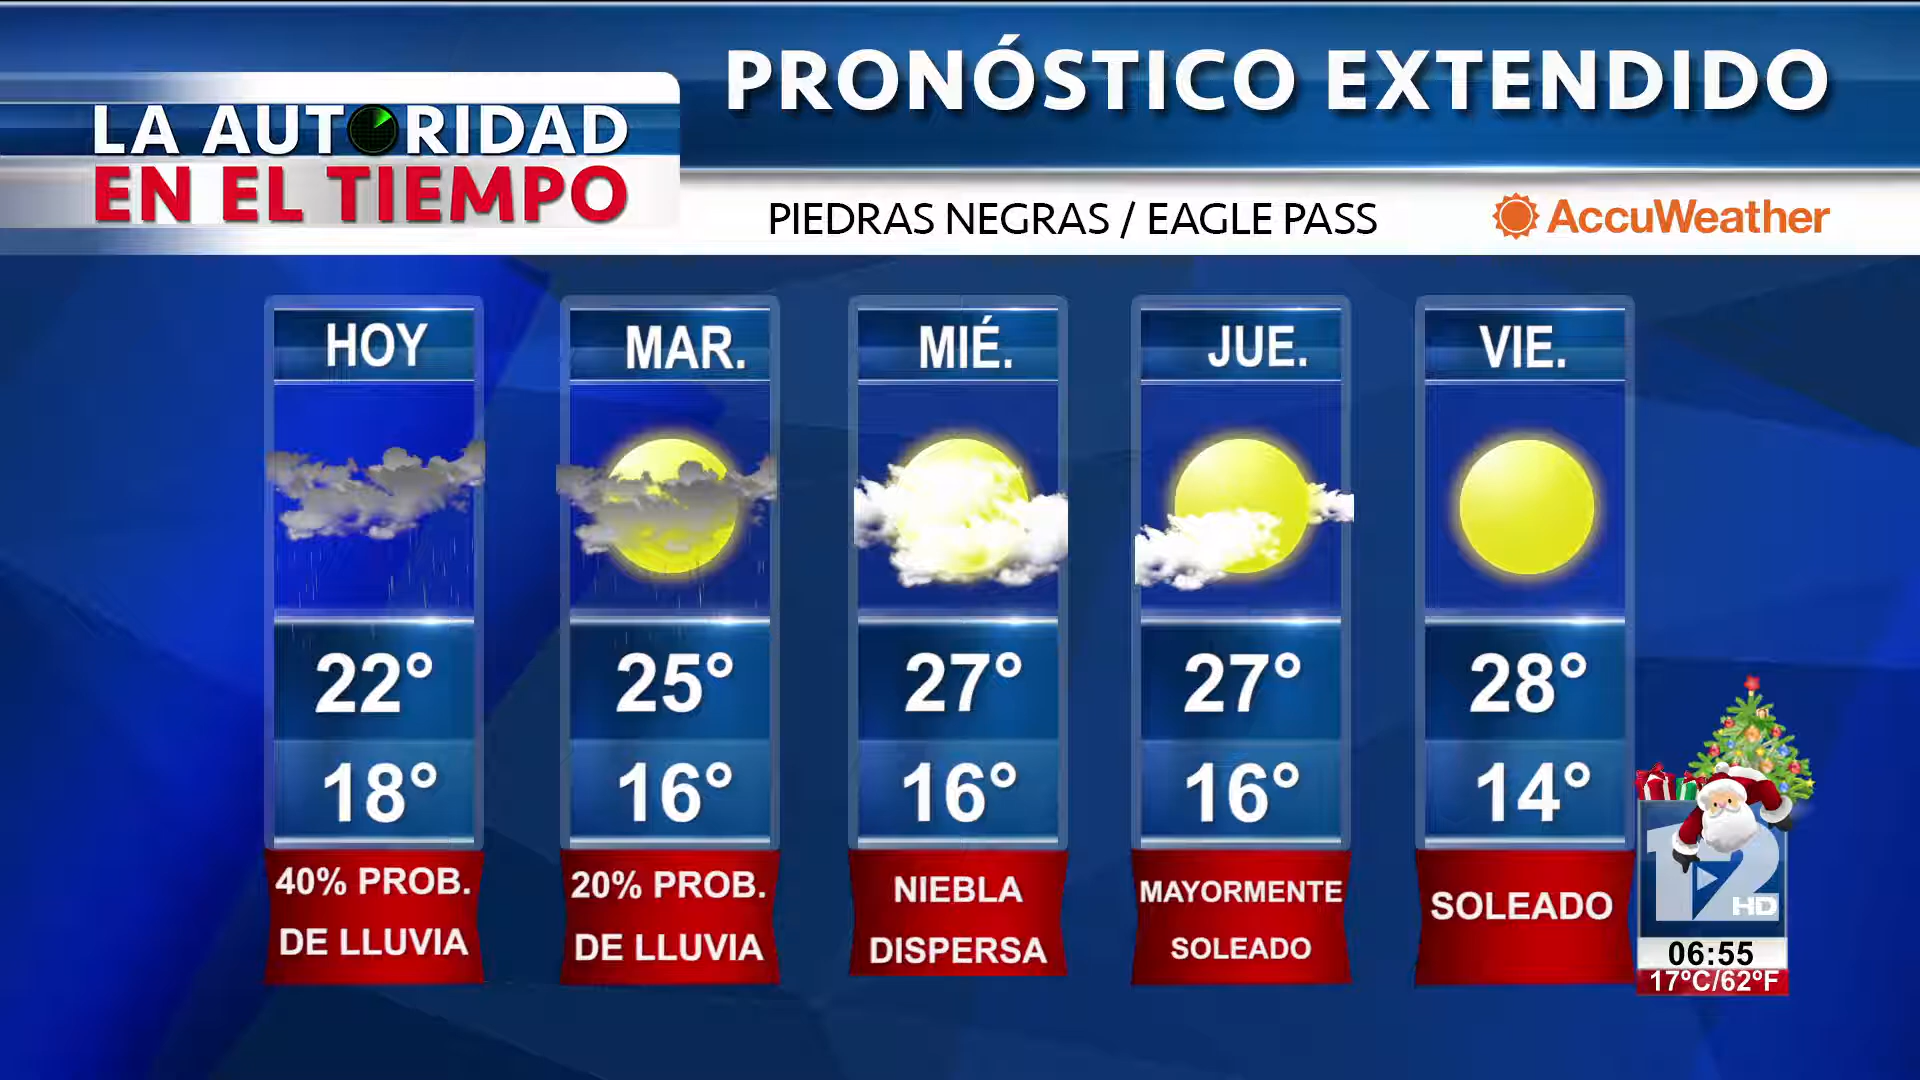 LA AUTORIDAD
EN EL TIEMPO
PRONÓSTICO EXTENDIDO
PIEDRAS NEGRAS / EAGLE PASS
AccuWeather
HOY
22°
18°
40% PROB.
DE LLUVIA
MAR.
25°
16°
20% PROB.
DE LLUVIA
MIÉ.
27°
16°
NIEBLA
DISPERSA
JUE.
27°
16°
MAYORMENTE
SOLEADO
VIE.
28°
14°
SOLEADO
12
HD
06:55
17°C/62°F